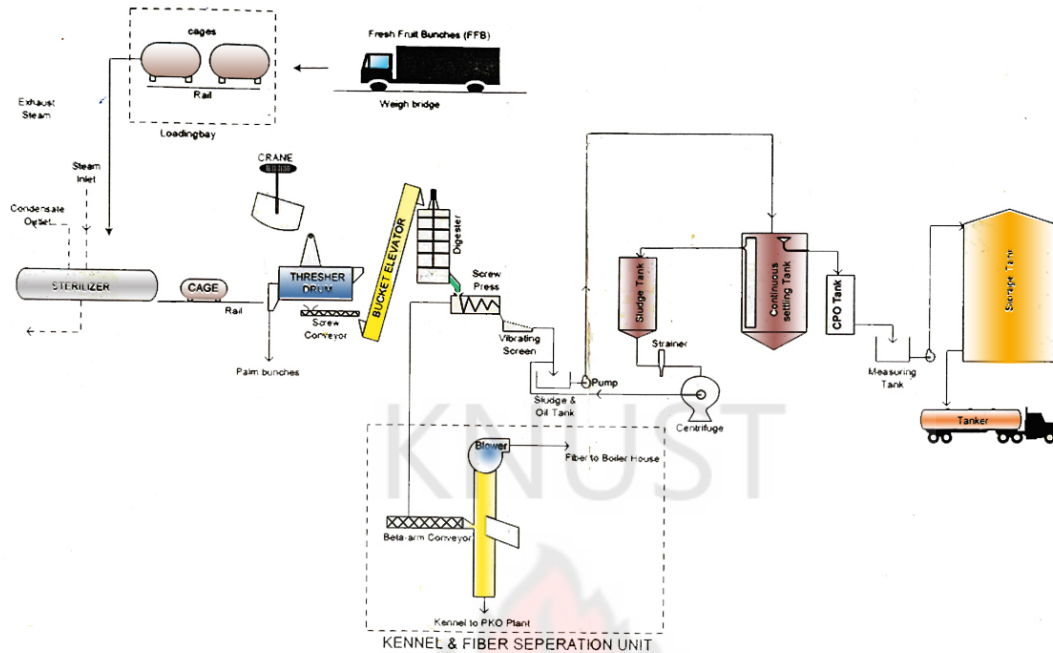 cages
Fresh Fruit Bunches (FFB)
Rail
Weigh bridge
Exhaust
Steam
Loadingbay
Steam
Inlet
CRANE
Condensate
Outlet
STERILIZER
CAGE
Rail
THRESHER
DRUM
Screw
Conveyor
Palm bunches
BUCKET ELEVATOR
Digester
Screw
Press
Vibrating
Screen
Sludge &
Oil Tank
Pump
Sludge Tank
Strainer
Centrifuge
Continuous
settling Tank
CPO Tank
Measuring
Tank
Storage Tank
Tanker
KNUST
Blower
Fiber to Boiler House
Beta-arm Conveyor
Kennel to PKO Plant
KENNEL & FIBER SEPERATION UNIT